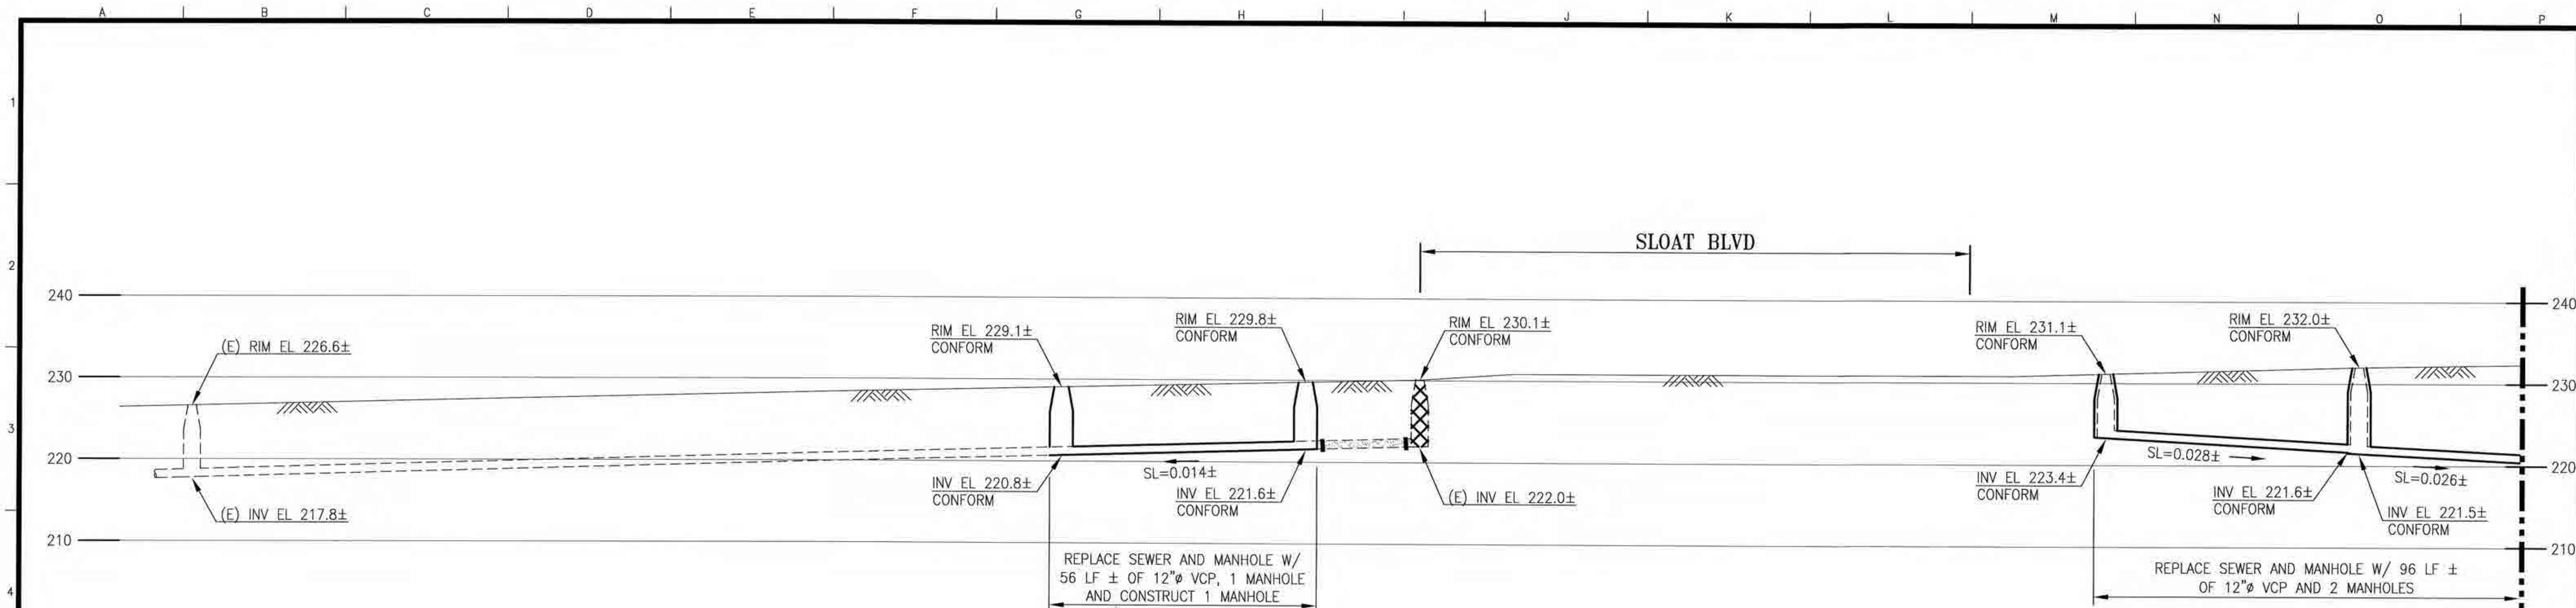 A B C D E F G H J K L M N O P
1
2
SLOAT BLVD
240
240
(E) RIM EL 226.6±
RIM EL 229.1±
CONFORM
RIM EL 229.8±
CONFORM
RIM EL 230.1±
CONFORM
RIM EL 231.1±
CONFORM
RIM EL 232.0±
CONFORM
230
230
3
220
220
SL=0.014±
SL=0.028±
SL=0.026±
(E) INV EL 217.8±
INV EL 220.8±
CONFORM
INV EL 221.6±
CONFORM
(E) INV EL 222.0±
INV EL 223.4±
CONFORM
INV EL 221.6±
CONFORM
INV EL 221.5±
CONFORM
210
210
REPLACE SEWER AND MANHOLE W/
56 LF ± OF 12"ø VCP, 1 MANHOLE
AND CONSTRUCT 1 MANHOLE
REPLACE SEWER AND MANHOLE W/ 96 LF ±
OF 12"ø VCP AND 2 MANHOLES
4